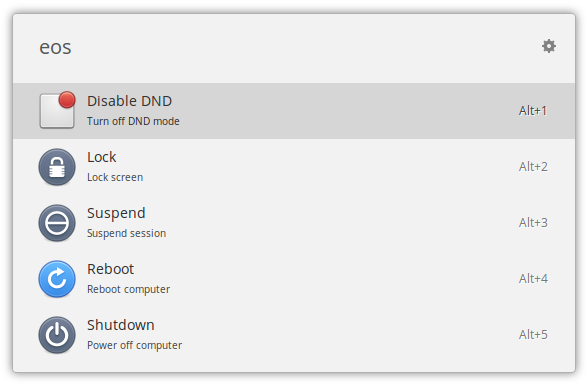 eos
Disable DND
Turn off DND mode
Alt+1
Lock
Lock screen
Alt+2
Suspend
Suspend session
Alt+3
Reboot
Reboot computer
Alt+4
Shutdown
Power off computer
Alt+5